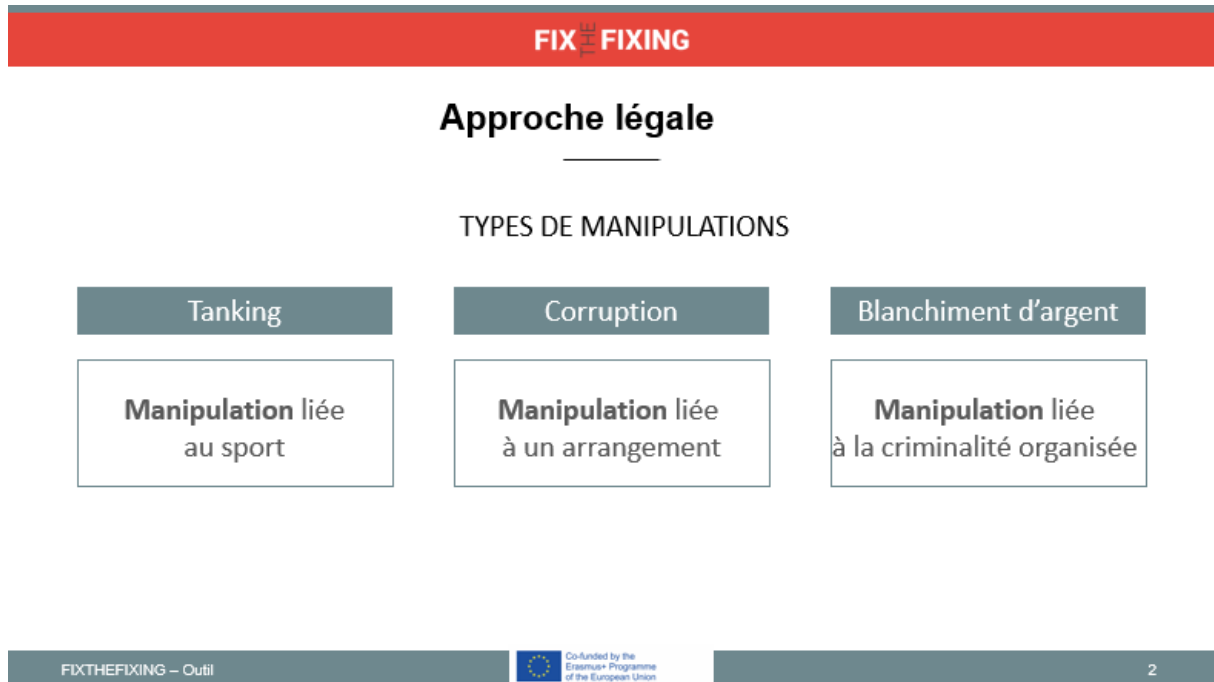 FIX THE FIXING
Approche légale
TYPES DE MANIPULATIONS
Tanking
Manipulation liée
au sport
Corruption
Manipulation liée
à un arrangement
Blanchiment d’argent
Manipulation liée
à la criminalité organisée
FIXTHEFIXING – Outil
Co-funded by the
Erasmus+ Programme
of the European Union
2